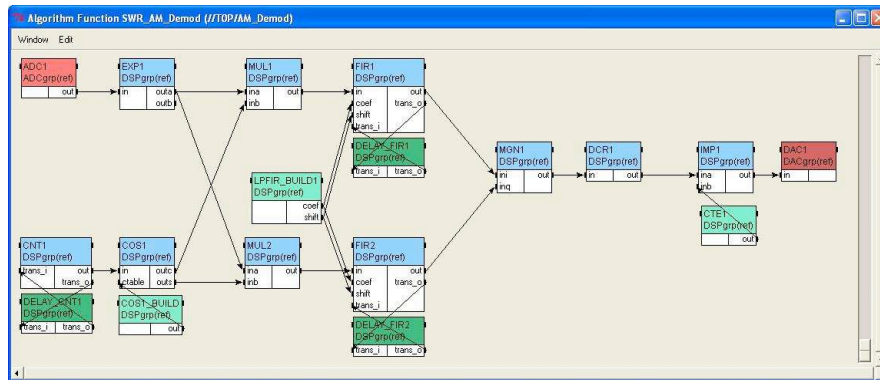 Algorithm Function SWR_AM_Demod (//TOP/AM_Demod)
Window Edit
ADC1
ADCgrp(ref)
out
EXP1
DSPgrp(ref)
in outa
outb
MUL1
DSPgrp(ref)
ina out
inb
FIR1
DSPgrp(ref)
in out
coef trans_o
shift
trans_i
DELAY_FIR1
DSPgrp(ref)
trans_i trans_o
LPFIR_BUILD1
DSPgrp(ref)
coef
shift
MGN1
DSPgrp(ref)
ini out
inq
DCR1
DSPgrp(ref)
in out
IMP1
DSPgrp(ref)
ina out
inb
DAC1
DACgrp(ref)
in
CTE1
DSPgrp(ref)
out
CNT1
DSPgrp(ref)
trans_i out
trans_o
DELAY_CNT1
DSPgrp(ref)
trans_i trans_o
COS1
DSPgrp(ref)
in outc
ctable outs
COS1_BUILD
DSPgrp(ref)
out
MUL2
DSPgrp(ref)
ina out
inb
FIR2
DSPgrp(ref)
in out
coef trans_o
shift
trans_i
DELAY_FIR2
DSPgrp(ref)
trans_i trans_o